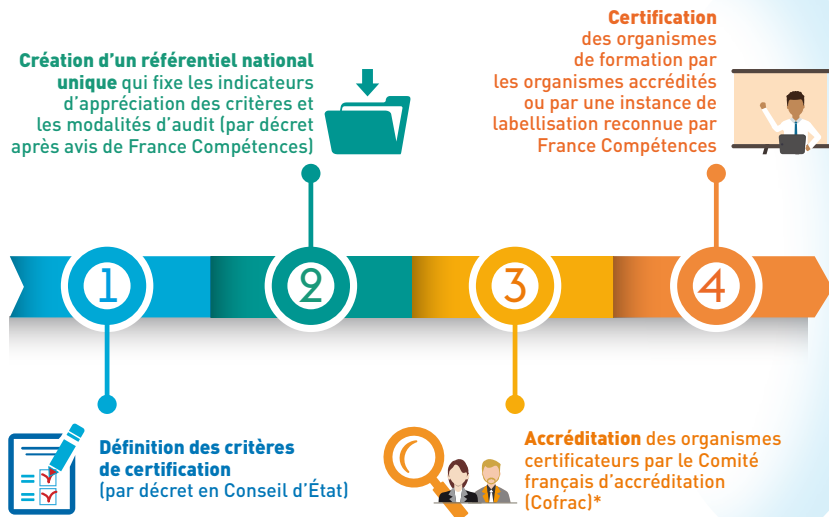 1
Définition des critères
de certification
(par décret en Conseil d’État)
2
Création d’un référentiel national
unique qui fixe les indicateurs
d’appréciation des critères et
les modalités d’audit (par décret
après avis de France Compétences)
3
Accréditation des organismes
certificateurs par le Comité
français d’accréditation
(Cofrac)*
4
Certification
des organismes
de formation par
les organismes accrédités
ou par une instance de
labellisation reconnue par
France Compétences